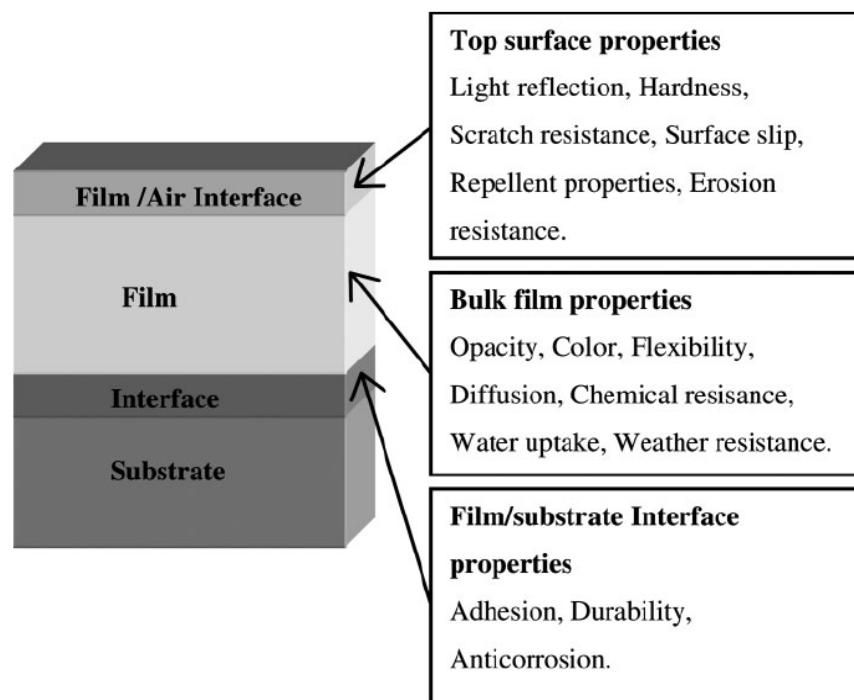 Top surface properties
Light reflection, Hardness,
Scratch resistance, Surface slip,
Repellent properties, Erosion
resistance.
Film /Air Interface
Film
Interface
Substrate
Bulk film properties
Opacity, Color, Flexibility,
Diffusion, Chemical resisance,
Water uptake, Weather resistance.
Film/substrate Interface
properties
Adhesion, Durability,
Anticorrosion.